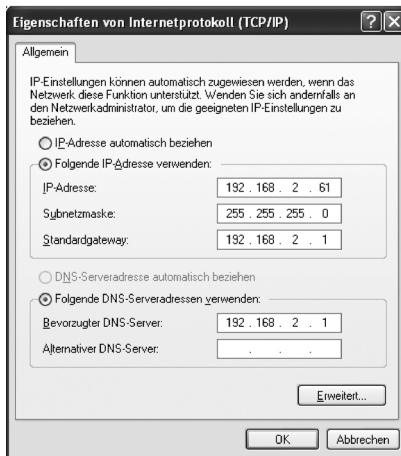 Eigenschaften von Internetprotokoll (TCP/IP)
Allgemein
IP-Einstellungen können automatisch zugewiesen werden, wenn das
Netzwerk diese Funktion unterstützt. Wenden Sie sich andernfalls an
den Netzwerkadministrator, um die geeigneten IP-Einstellungen zu
beziehen.
IP-Adresse automatisch beziehen
Folgende IP-Adresse verwenden:
IP-Adresse: 192 . 168 . 2 . 61
Subnetzmaske: 255 . 255 . 255 . 0
Standardgateway: 192 . 168 . 2 . 1
DNS-Serveradresse automatisch beziehen
Folgende DNS-Serveradressen verwenden:
Bevorzugter DNS-Server: 192 . 168 . 2 . 1
Alternativer DNS-Server: . . .
Erweitert...
OK Abbrechen